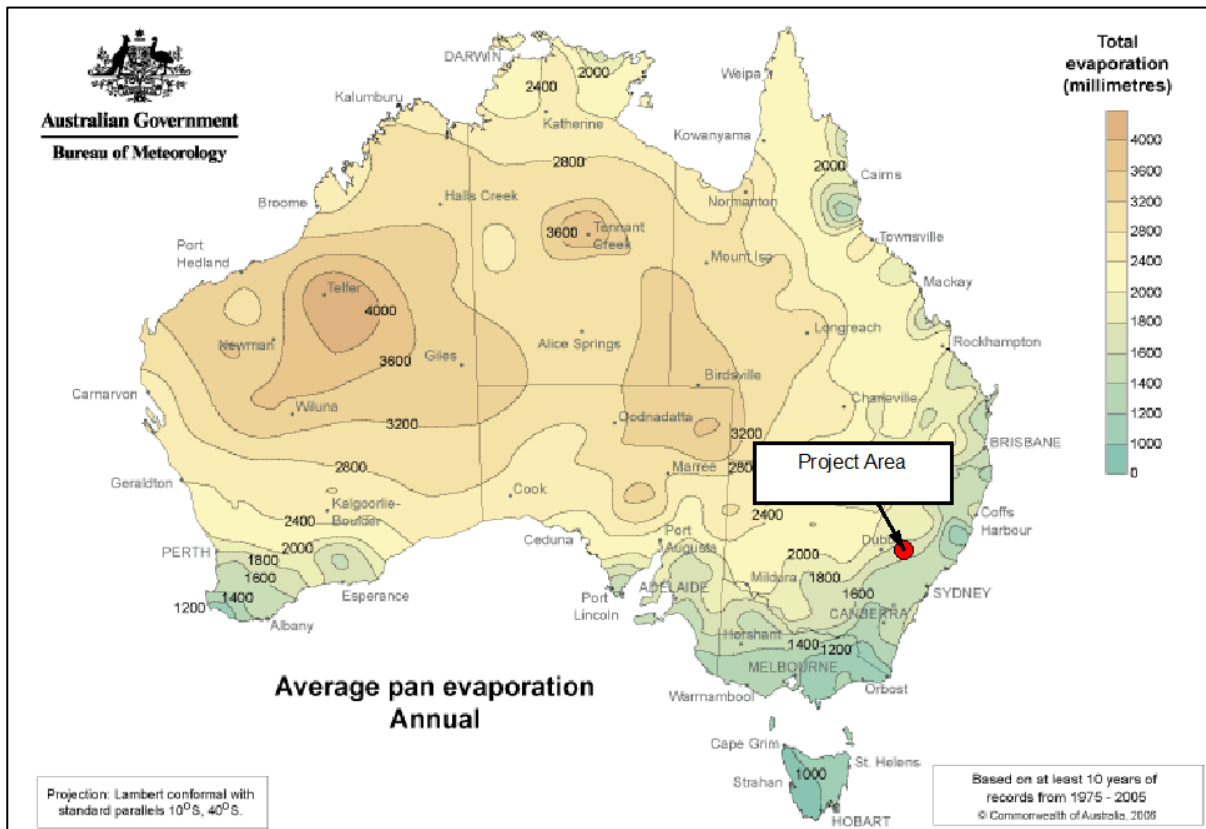 Australian Government
Bureau of Meteorology
Total
evaporation
(millimetres)
4000
3600
3200
2800
2400
2000
1800
1600
1400
1200
1000
0
DARWIN
2000
2400
Weipa
Kalumburu
Katherine
Kowanyama
2800
2000
Cairns
Halls Creek
Normanton
Broome
3600
Tennant
Creek
Townsville
Port
Hedland
Mount Isa
Mackay
Telfer
4000
Longreach
Newman
Alice Springs
Rockhampton
3600
Giles
Birdsville
Carnarvon
Charleville
Wiluna
Oodnadatta
3200
3200
BRISBANE
Project Area
2800
Marree
280
Geraldton
Cook
Kalgoorlie-
Boulder
2400
Coffs
Harbour
2400
Ceduna
Port
Augusta
Dubb
PERTH
2000
2000
1800
1600
ADELAIDE
Mildura
1800
1400
Esperance
Port
Lincoln
1600
SYDNEY
1200
Albany
CANBERRA
Horsham
1400
1200
MELBOURNE
Warrnambool
Orbost
Average pan evaporation
Annual
Cape Grim
St. Helens
1000
Strahan
HOBART
Projection: Lambert conformal with
standard parallels 10°S, 40°S.
Based on at least 10 years of
records from 1975 - 2005
© Commonwealth of Australia, 2006